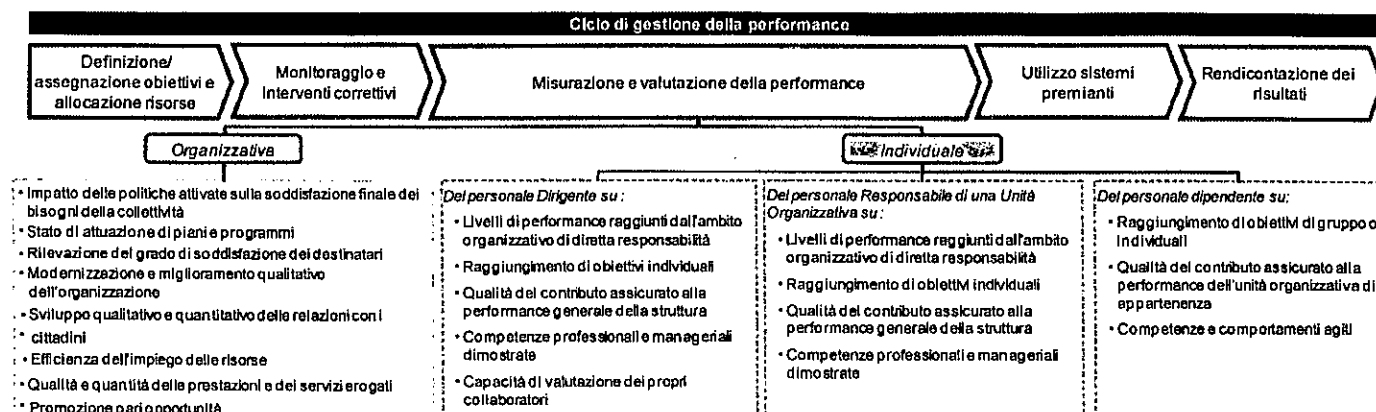 Ciclo di gestione della performance
Definizione/
assegnazione obiettivi e
allocazione risorse
Monitoraggio e
interventi correttivi
Misurazione e valutazione della performance
Utilizzo sistemi
premianti
Rendicontazione dei
risultati
Organizzativa
Individuale
• Impatto delle politiche attivate sulla soddisfazione finale dei
bisogni della collettività
• Stato di attuazione di piani e programmi
• Rilevazione del grado di soddisfazione dei destinatari
• Modernizzazione e miglioramento qualitativo
dell'organizzazione
• Sviluppo qualitativo e quantitativo delle relazioni con i
• cittadini
• Efficienza dell'impiego delle risorse
• Qualità e quantità delle prestazioni e dei servizi erogati
• Promozione pari opportunità
Del personale Dirigente su:
• Livelli di performance raggiunti dall'ambito
organizzativo di diretta responsabilità
• Raggiungimento di obiettivi individuali
• Qualità del contributo assicurato alla
performance generale della struttura
• Competenze professionali e manageriali
dimostrate
• Capacità di valutazione dei propri
collaboratori
Del personale Responsabile di una Unità
Organizzativa su:
• Livelli di performance raggiunti dall'ambito
organizzativo di diretta responsabilità
• Raggiungimento di obiettivi individuali
• Qualità del contributo assicurato alla
performance generale della struttura
• Competenze professionali e manageriali
dimostrate
Del personale dipendente su:
• Raggiungimento di obiettivi di gruppo o
individuali
• Qualità del contributo assicurato alla
performance dell'unità organizzativa di
appartenenza
• Competenze e comportamenti agiti